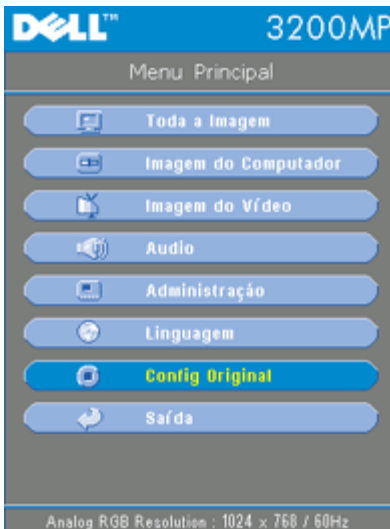 DELL™ 3200MP
Menu Principal
Toda a Imagem
Imagem do Computador
Imagem do Vídeo
Audio
Administração
Linguagem
Config Original
Saída
Analog RGB Resolution : 1024 x 768 / 60Hz